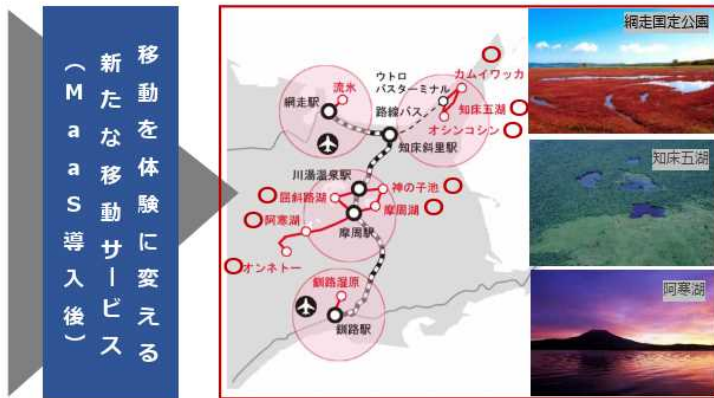 移動を体験に変える
新たな移動サービス
（MaaS導入後）
カムイワッカ
ウトロ
バスターミナル
流氷
網走駅
路線バス
知床五湖
オシンコシン
知床斜里駅
川湯温泉駅
神の子池
屈斜路湖
摩周湖
阿寒湖
摩周駅
オンネトー
釧路湿原
釧路駅
網走国定公園
知床五湖
阿寒湖